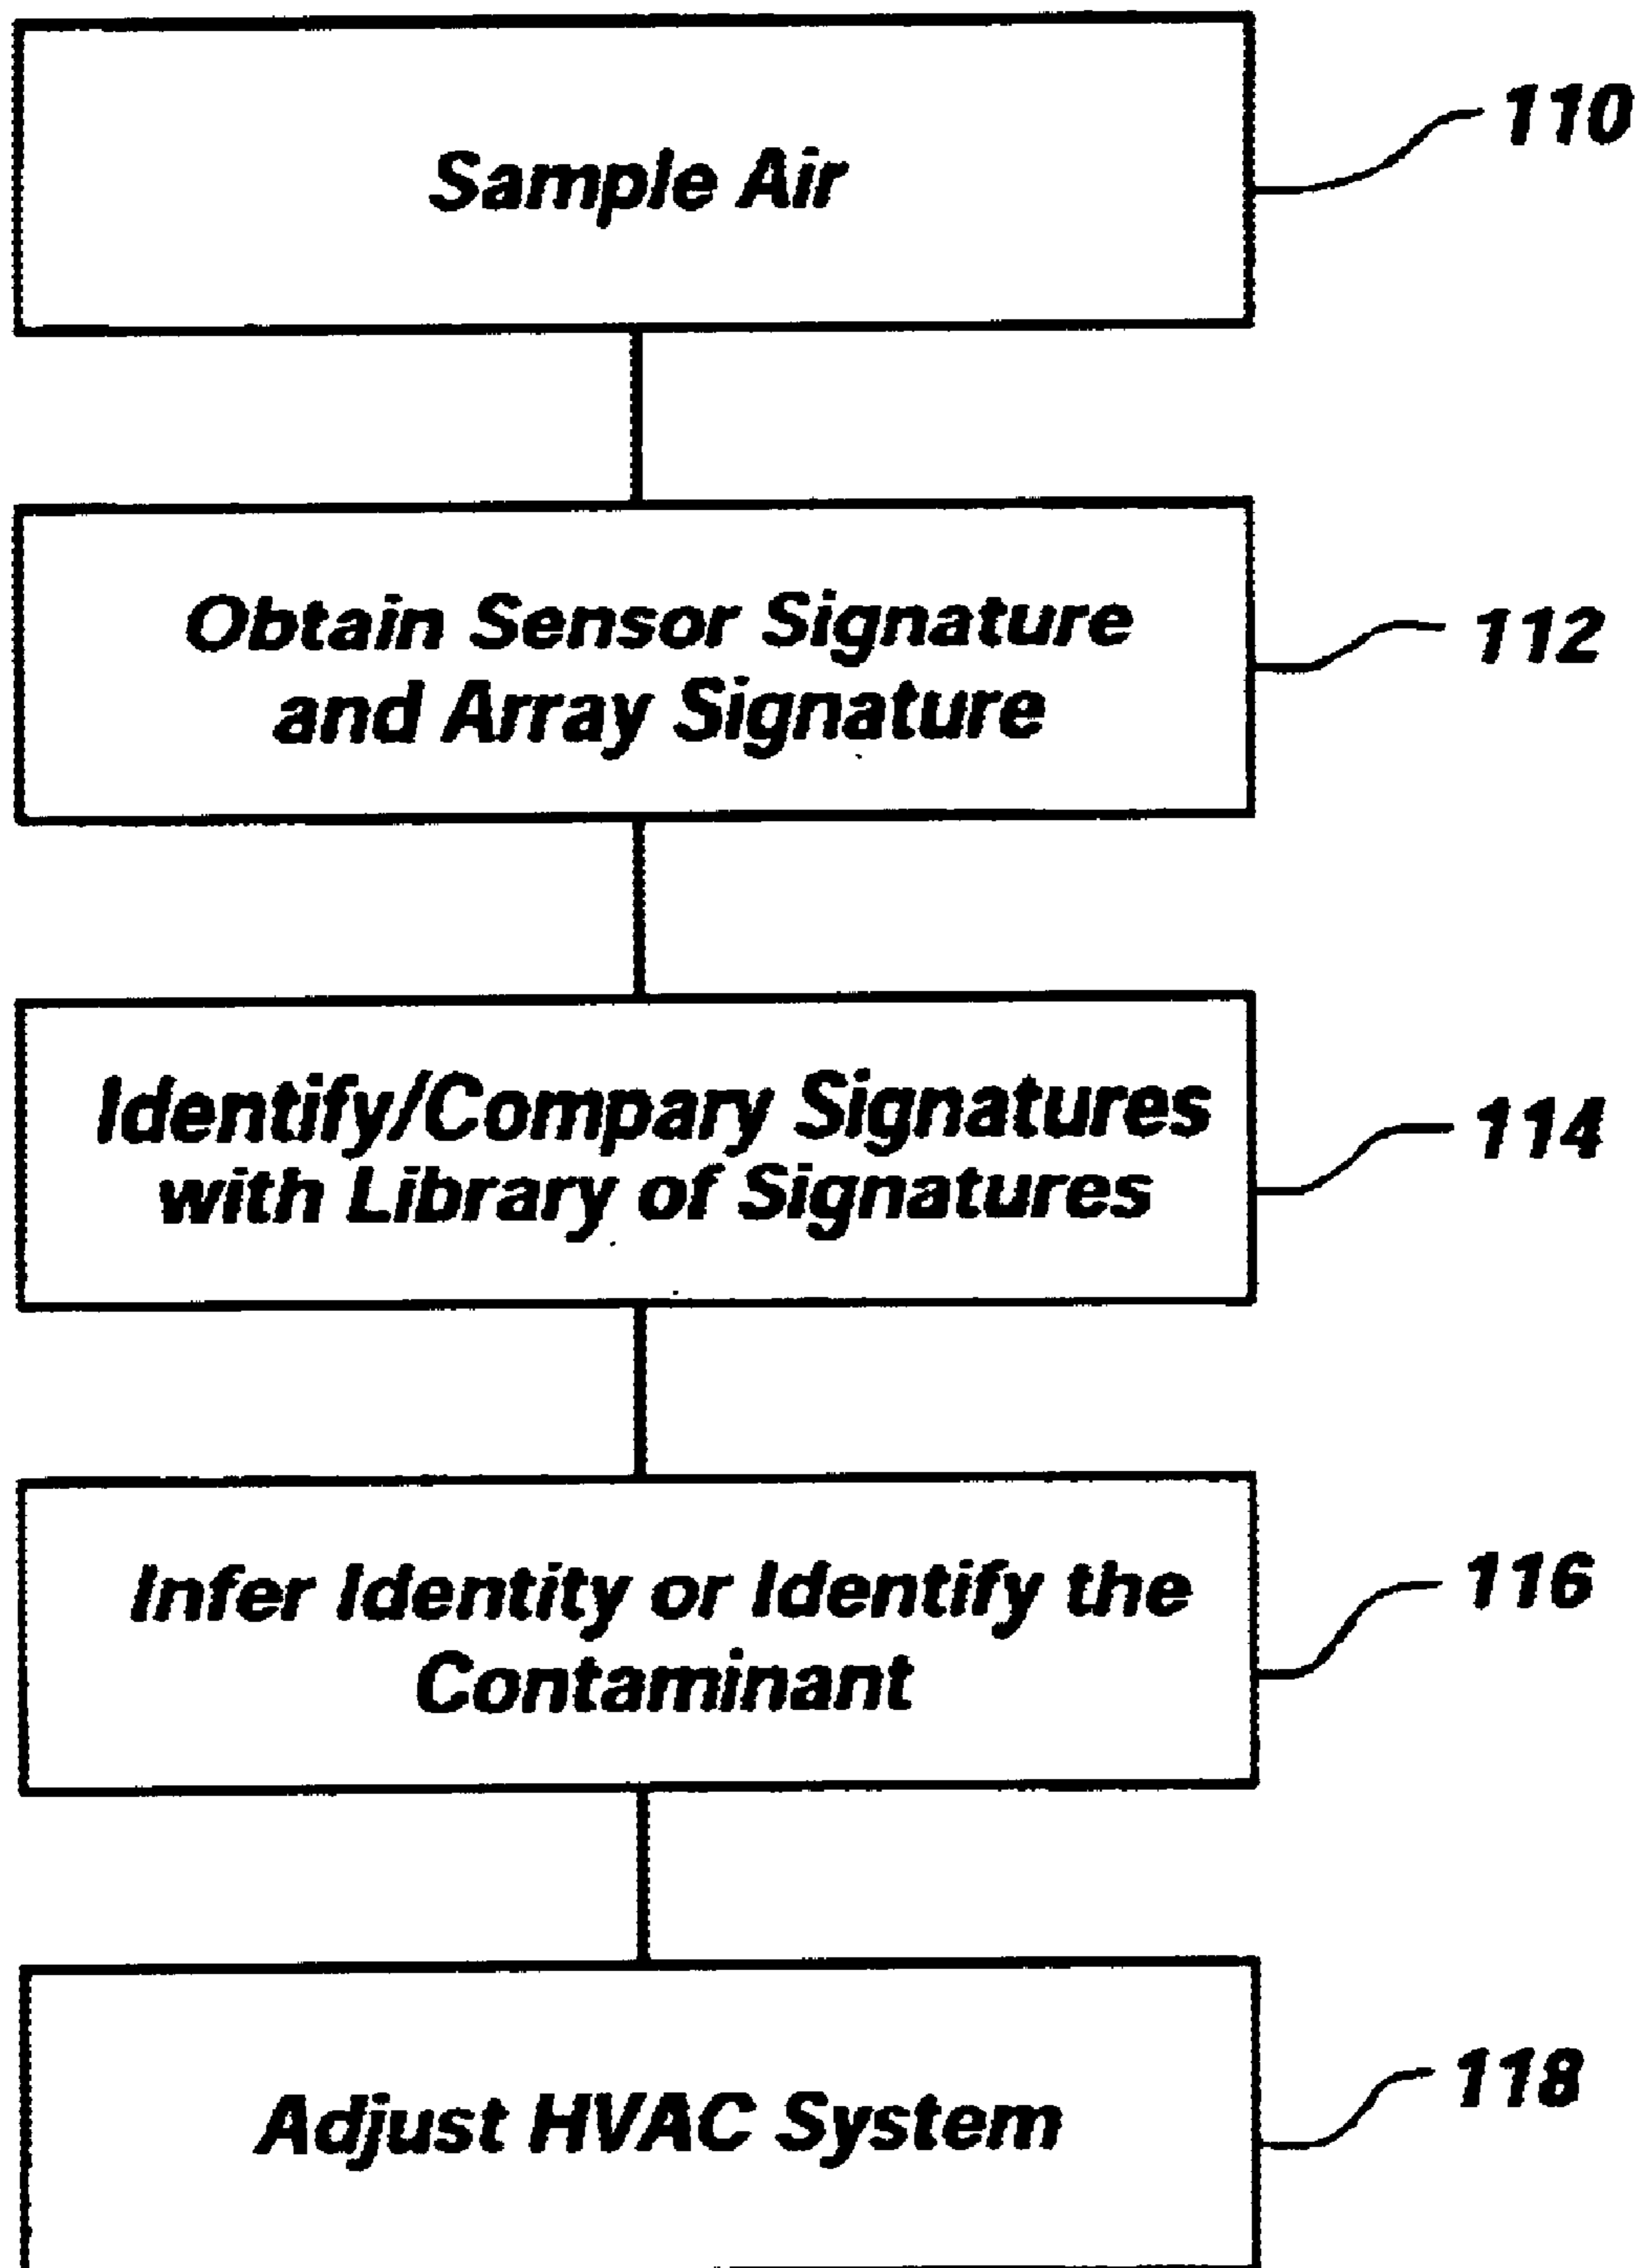 Sample Air
110
Obtain Sensor Signature
and Array Signature
112
Identify/Compary Signatures
with Library of Signatures
114
Infer Identity or Identify the
Contaminant
116
Adjust HVAC System
118